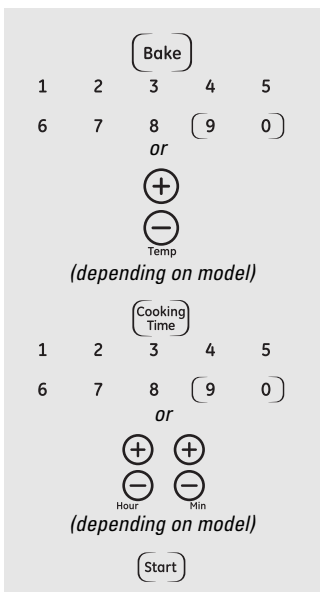 Bake
1 2 3 4 5
6 7 8 9 0
or
+
−
Temp
(depending on model)
Cooking
Time
1 2 3 4 5
6 7 8 9 0
or
+ +
− −
Hour Min
(depending on model)
Start